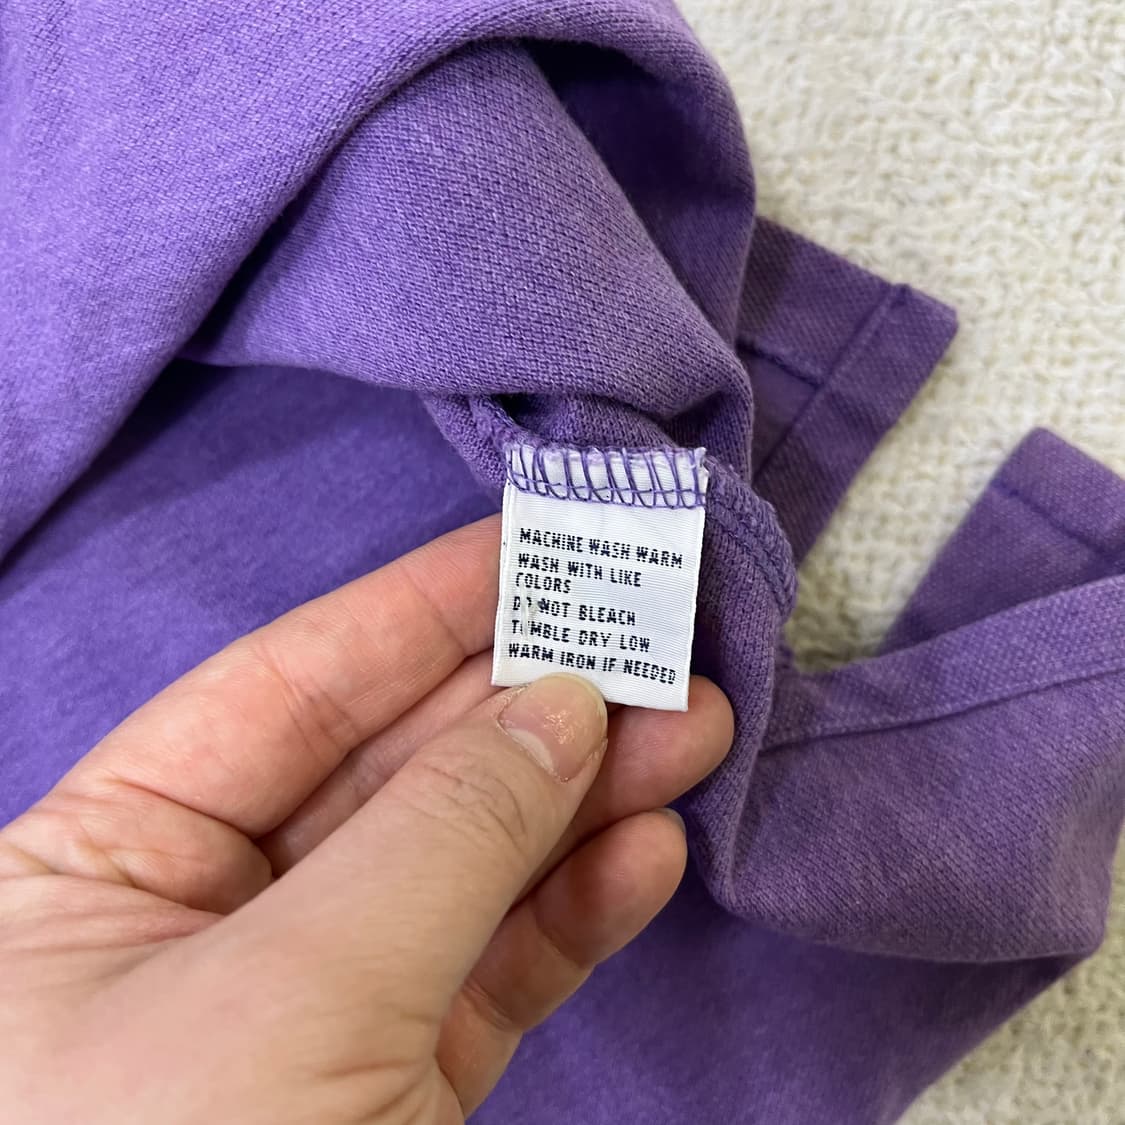 MACHINE WASH WARM
WASH WITH LIKE
COLORS
DO NOT BLEACH
TUMBLE DRY LOW
WARM IRON IF NEEDED